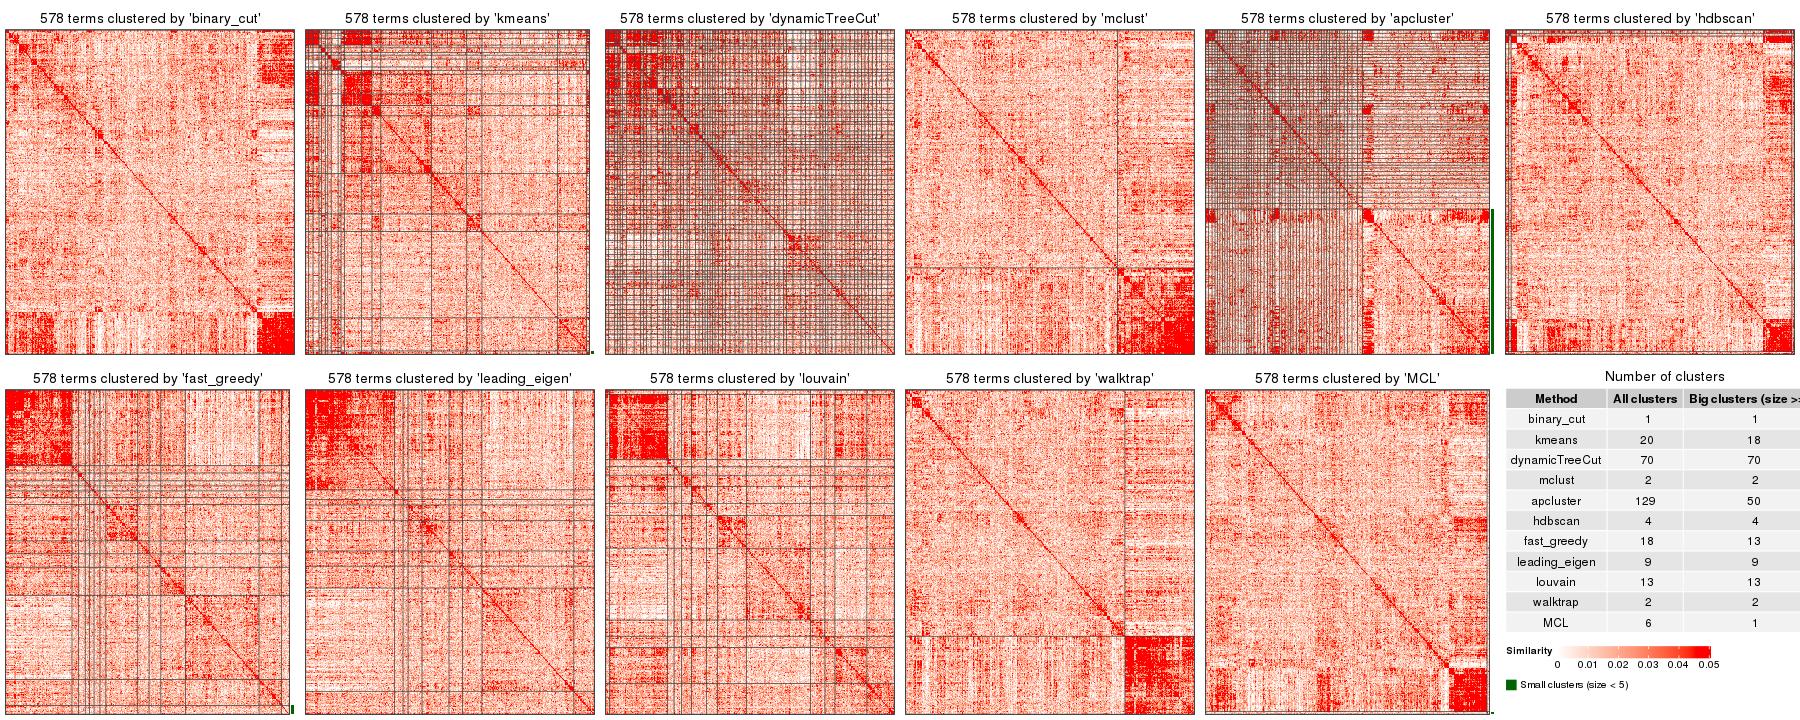 578 terms clustered by 'binary_cut'
578 terms clustered by 'kmeans'
578 terms clustered by 'dynamicTreeCut'
578 terms clustered by 'mclust'
578 terms clustered by 'apcluster'
578 terms clustered by 'hdbscan'
578 terms clustered by 'fast_greedy'
578 terms clustered by 'leading_eigen'
578 terms clustered by 'louvain'
578 terms clustered by 'walktrap'
578 terms clustered by 'MCL'
Number of clusters
Method All clusters Big clusters (size >
binary_cut 1 1
kmeans 20 18
dynamicTreeCut 70 70
mclust 2 2
apcluster 129 50
hdbscan 4 4
fast_greedy 18 13
leading_eigen 9 9
louvain 13 13
walktrap 2 2
MCL 6 1
Similarity
0 0.01 0.02 0.03 0.04 0.05
Small clusters (size < 5)